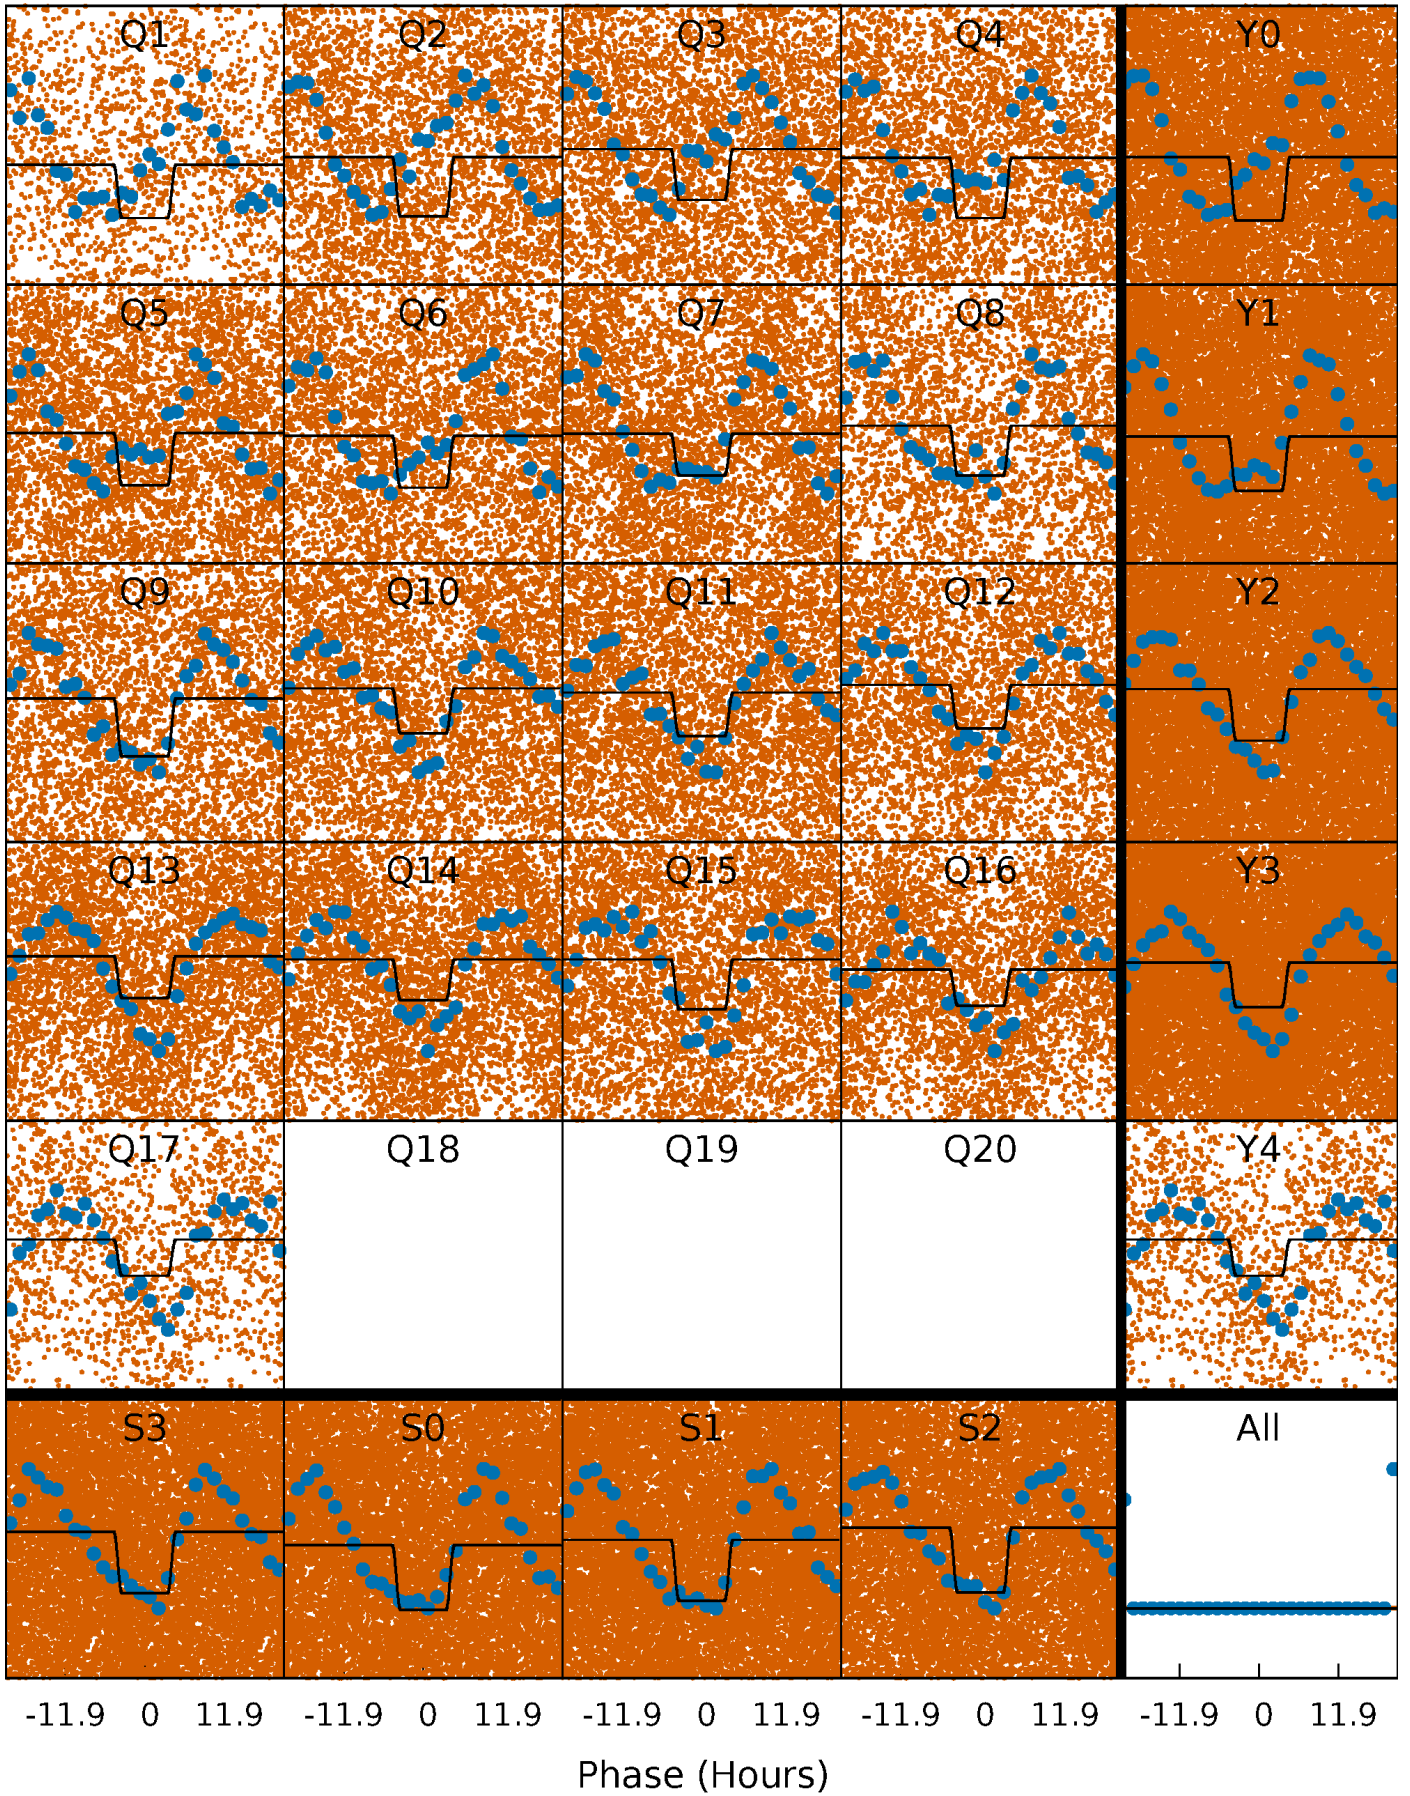 Q1 Q2 Q3 Q4 Y0
Q5 Q6 Q7 Q8 Y1
Q9 Q10 Q11 Q12 Y2
Q13 Q14 Q15 Q16 Y3
Q17 Q18 Q19 Q20 Y4
S3 S0 S1 S2 All
-11.9 0 11.9 -11.9 0 11.9 -11.9 0 11.9 -11.9 0 11.9 -11.9 0 11.9
Phase (Hours)